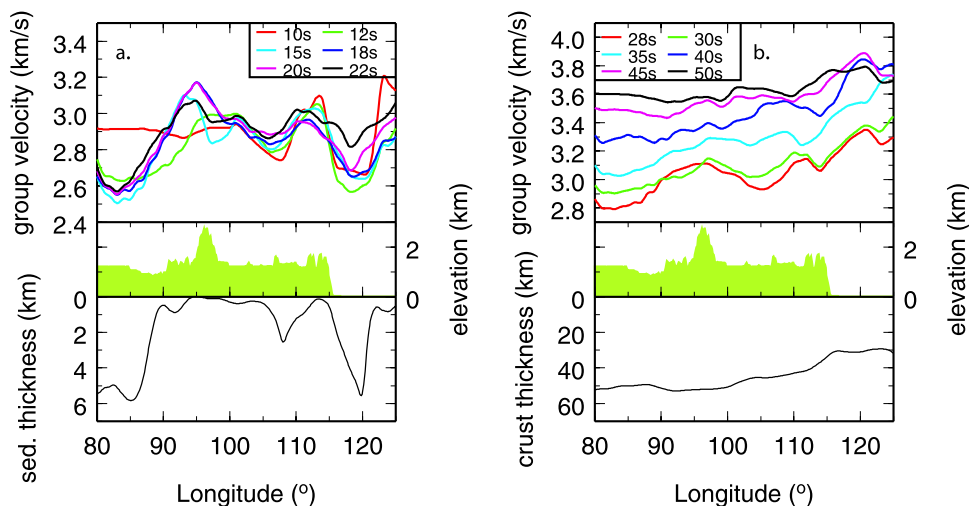 a.
10s 12s
15s 18s
20s 22s
3.4
3.2
3.0
2.8
2.6
2.4
group velocity (km/s)
2
0
elevation (km)
0
2
4
6
sed. thickness (km)
80 90 100 110 120
Longitude (º)
b.
28s 30s
35s 40s
45s 50s
4.0
3.8
3.6
3.4
3.2
3.0
2.8
group velocity (km/s)
2
0
elevation (km)
0
20
40
60
crust thickness (km)
80 90 100 110 120
Longitude (º)